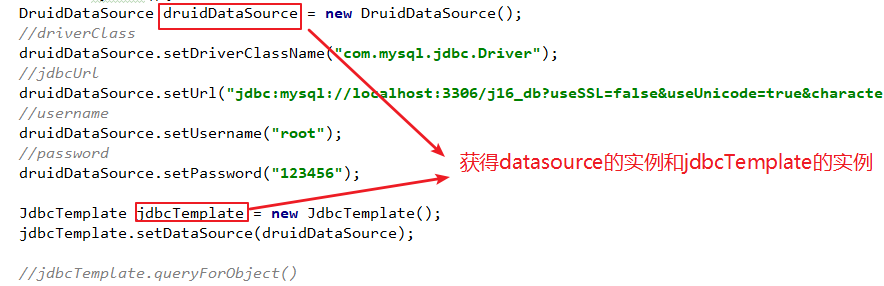 DruidDataSource druidDataSource = new DruidDataSource();
//driverClass
druidDataSource.setDriverClassName("com.mysql.jdbc.Driver");
//jdbcUrl
druidDataSource.setUrl("jdbc:mysql://localhost:3306/j16_db?useSSL=false&useUnicode=true&characte
//username
druidDataSource.setUsername("root");
//password
获得datasource的实例和jdbcTemplate的实例
druidDataSource.setPassword("123456");
JdbcTemplate jdbcTemplate = new JdbcTemplate();
jdbcTemplate.setDataSource(druidDataSource);
//jdbcTemplate.queryForObject()